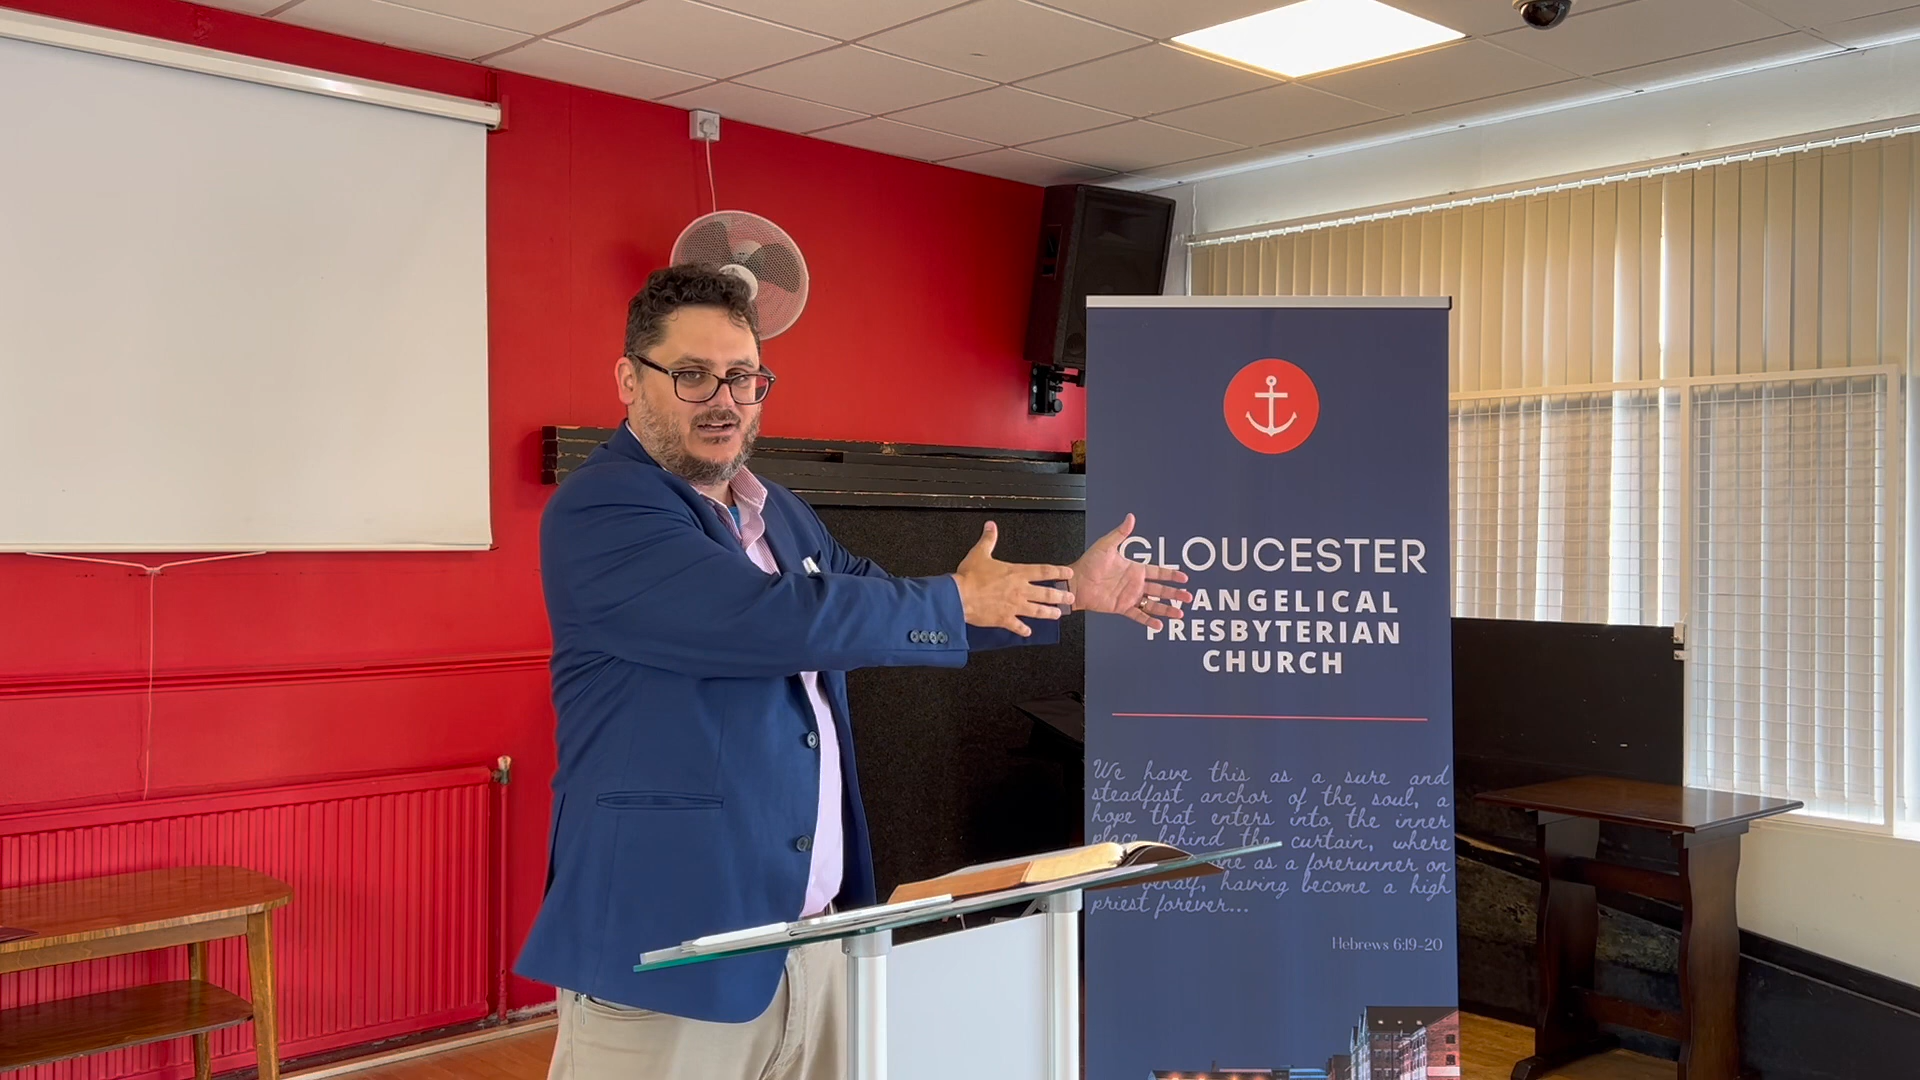 GLOUCESTER
EVANGELICAL
PRESBYTERIAN
CHURCH
We have this as a sure and
steadfast anchor of the soul, a
hope that enters into the inner
place behind the curtain, where
as a forerunner on
behalf, having become a high
priest forever...
Hebrews 6:19-20